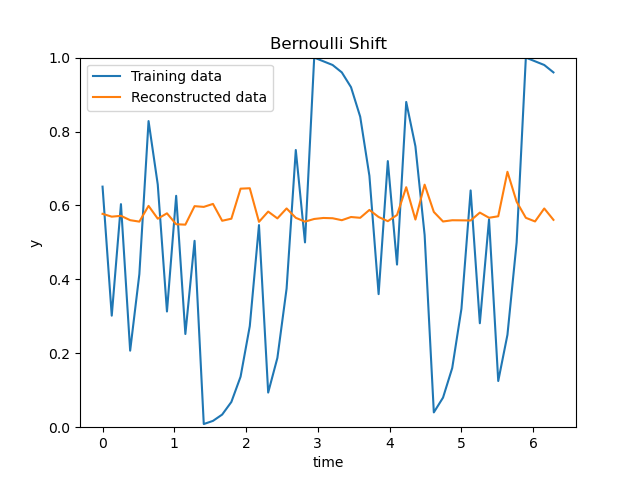 Bernoulli Shift
Training data
Reconstructed data
y
1.0
0.8
0.6
0.4
0.2
0.0
0 1 2 3 4 5 6
time